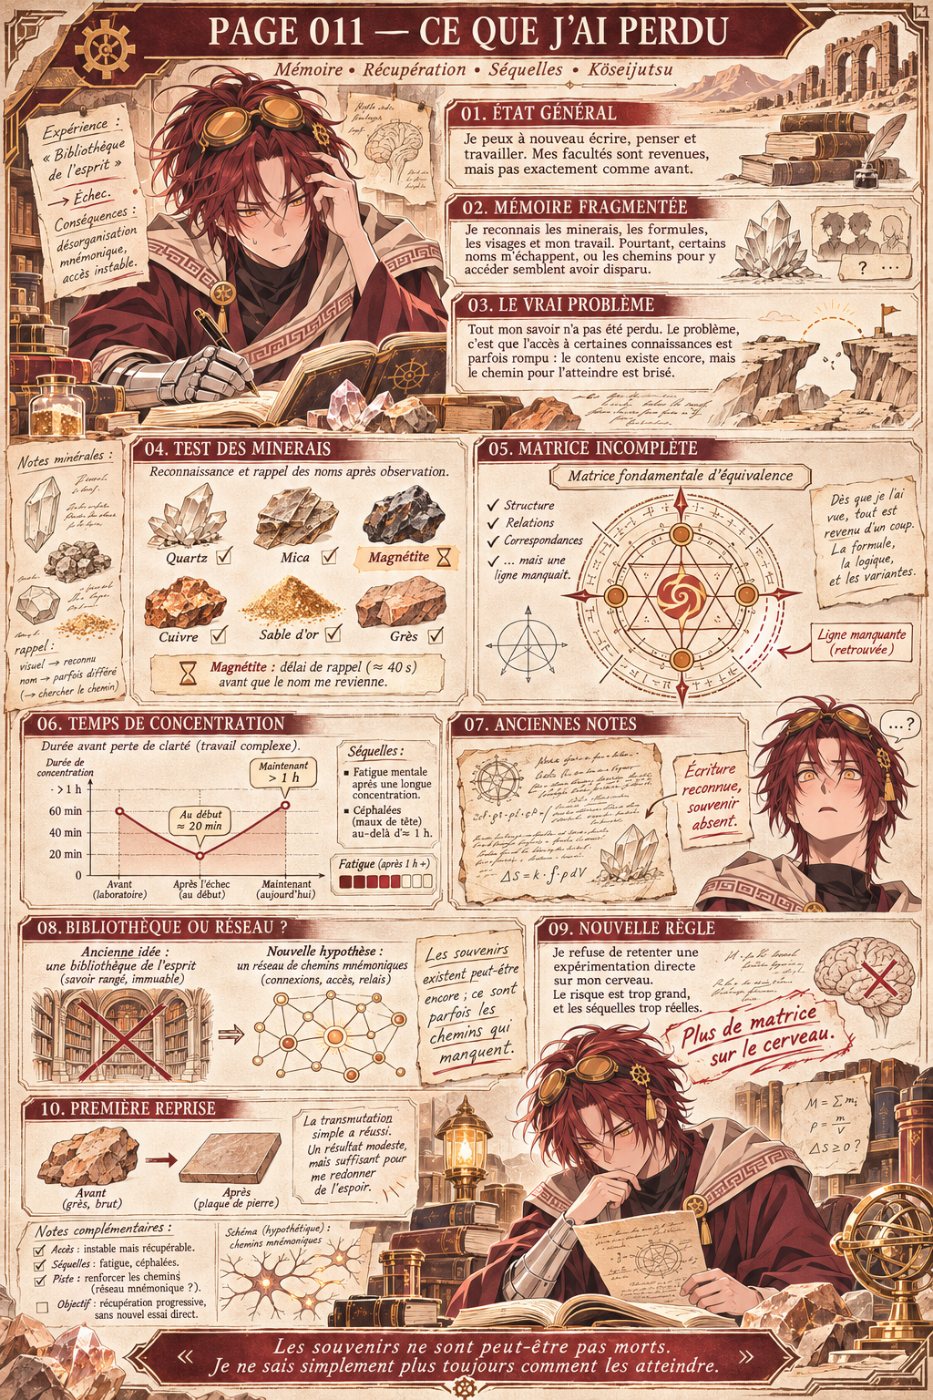 PAGE 011 — CE QUE J'AI PERDU
Mémoire • Récupération • Séquelles • Köseijutsu
Expérience :
« Bibliothèque
de l'esprit »
→ Échec.
Conséquences :
désorganisation
mnémonique,
accès instable.
01. ÉTAT GÉNÉRAL
Je peux à nouveau écrire, penser et
travailler. Mes facultés sont revenues,
mais pas exactement comme avant.
02. MÉMOIRE FRAGMENTÉE
Je reconnais les minerais, les formules,
les visages et mon travail. Pourtant, certains
noms m'échappent, ou les chemins pour y
accéder semblent avoir disparu.
? ...
03. LE VRAI PROBLÈME
Tout mon savoir n'a pas été perdu. Le problème,
c'est que l'accès à certaines connaissances est
parfois rompu : le contenu existe encore, mais
le chemin pour l'atteindre est brisé.
Notes minérales :
rappel :
visuel → reconnu
nom → parfois différé
(→ chercher le chemin)
04. TEST DES MINERAIS
Reconnaissance et rappel des noms après observation.
Quartz
Mica
Magnétite
Cuivre
Sable d'or
Grès
Magnétite : délai de rappel (≈ 40 s)
avant que le nom me revienne.
05. MATRICE INCOMPLÈTE
Matrice fondamentale d'équivalence
✓ Structure
✓ Relations
✓ Correspondances
✓ ... mais une
ligne manquait.
Dès que je l'ai
vue, tout est
revenu d'un coup.
La formule,
la logique,
et les variantes.
Ligne manquante
(retrouvée)
06. TEMPS DE CONCENTRATION
Durée avant perte de clarté (travail complexe).
Durée de
concentration
> 1 h
60 min
40 min
20 min
0
Au début
≈ 20 min
Maintenant
> 1 h
Avant
(laboratoire)
Après l'échec
(au début)
Maintenant
(aujourd'hui)
Séquelles :
▪ Fatigue mentale
après une longue
concentration.
▪ Céphalées
(maux de tête)
au-delà d'≈ 1 h.
Fatigue (après 1 h +)
07. ANCIENNES NOTES
ΔS = k · f · pdV
Écriture
reconnue,
souvenir
absent.
...?
08. BIBLIOTHÈQUE OU RÉSEAU ?
Ancienne idée :
une bibliothèque de l'esprit
(savoir rangé, immuable)
Nouvelle hypothèse :
un réseau de chemins mnémoniques
(connexions, accès, relais)
Les souvenirs
existent peut-être
encore ; ce sont
parfois les
chemins qui
manquent.
09. NOUVELLE RÈGLE
Je refuse de retenter une
expérimentation directe
sur mon cerveau.
Le risque est trop grand,
et les séquelles trop réelles.
Plus de matrice
sur le cerveau.
10. PREMIÈRE REPRISE
Avant
(grès, brut)
Après
(plaque de pierre)
La transmutation
simple a réussi.
Un résultat modeste,
mais suffisant pour
me redonner
de l'espoir.
M = Σ mᵢ
ρ = m/V
ΔS ≥ 0 ?
Notes complémentaires :
Accès : instable mais récupérable.
Séquelles : fatigue, céphalées.
Piste : renforcer les chemins
(réseau mnémonique ?).
Objectif : récupération progressive,
sans nouvel essai direct.
Schéma (hypothétique) :
chemins mnémoniques
« Les souvenirs ne sont peut-être pas morts.
Je ne sais simplement plus toujours comment les atteindre. »